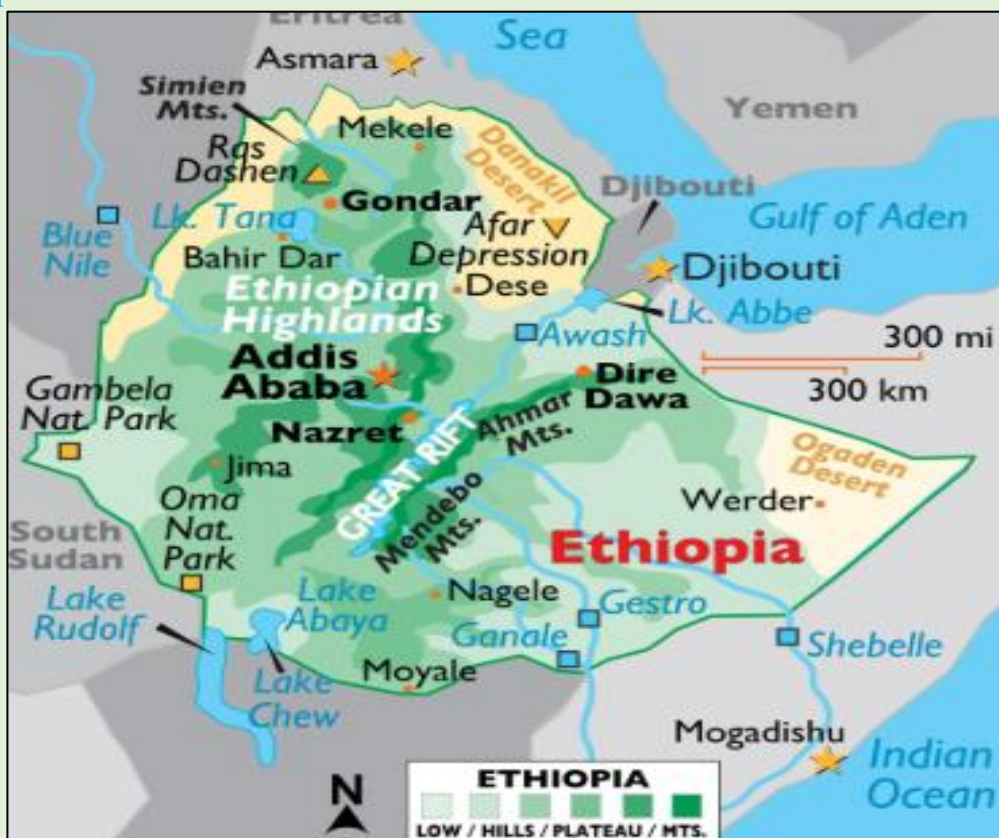 Eritrea
Sea
Asmara
Simien
Mts.
Yemen
Mekele
Ras
Dashen
Danakil
Desert
Djibouti
Gondar
Lk. Tana
Afar
Depression
Gulf of Aden
Blue
Nile
Bahir Dar
Djibouti
Ethiopian
Highlands
Dese
Lk. Abbe
Awash
300 mi
300 km
Addis
Ababa
Dire
Dawa
Gambela
Nat. Park
Nazret
Ahmar
Mts.
GREAT RIFT
Ogaden
Desert
Jima
Mendebo
Mts.
Werder
Oma
Nat.
Park
South
Sudan
Ethiopia
Lake
Rudolf
Lake
Abaya
Nagele
Gestro
Ganale
Shebelle
Moyale
Lake
Chew
Mogadishu
Indian
Ocean
N
ETHIOPIA
LOW / HILLS / PLATEAU / MTS.